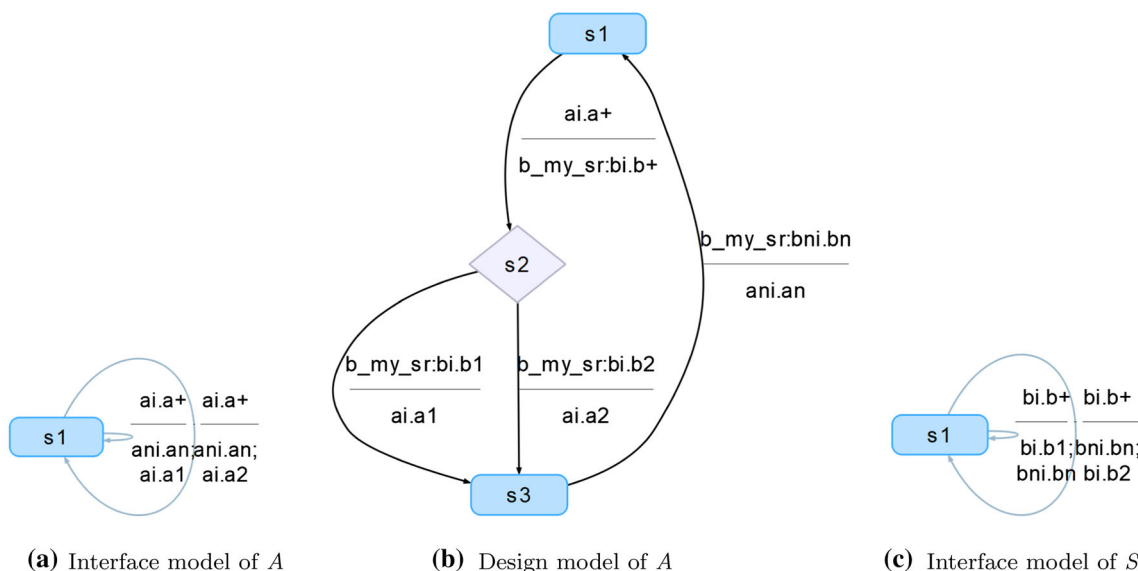 s1
ai.a+
b_my_sr:bi.b+
s2
b_my_sr:bni.bn
ani.an
b_my_sr:bi.b1
ai.a1
b_my_sr:bi.b2
ai.a2
s3
s1
ai.a+ ai.a+
ani.an;ani.an;
ai.a1 ai.a2
s1
bi.b+ bi.b+
bi.b1;bni.bn;
bni.bn bi.b2
(a) Interface model of A
(b) Design model of A
(c) Interface model of S